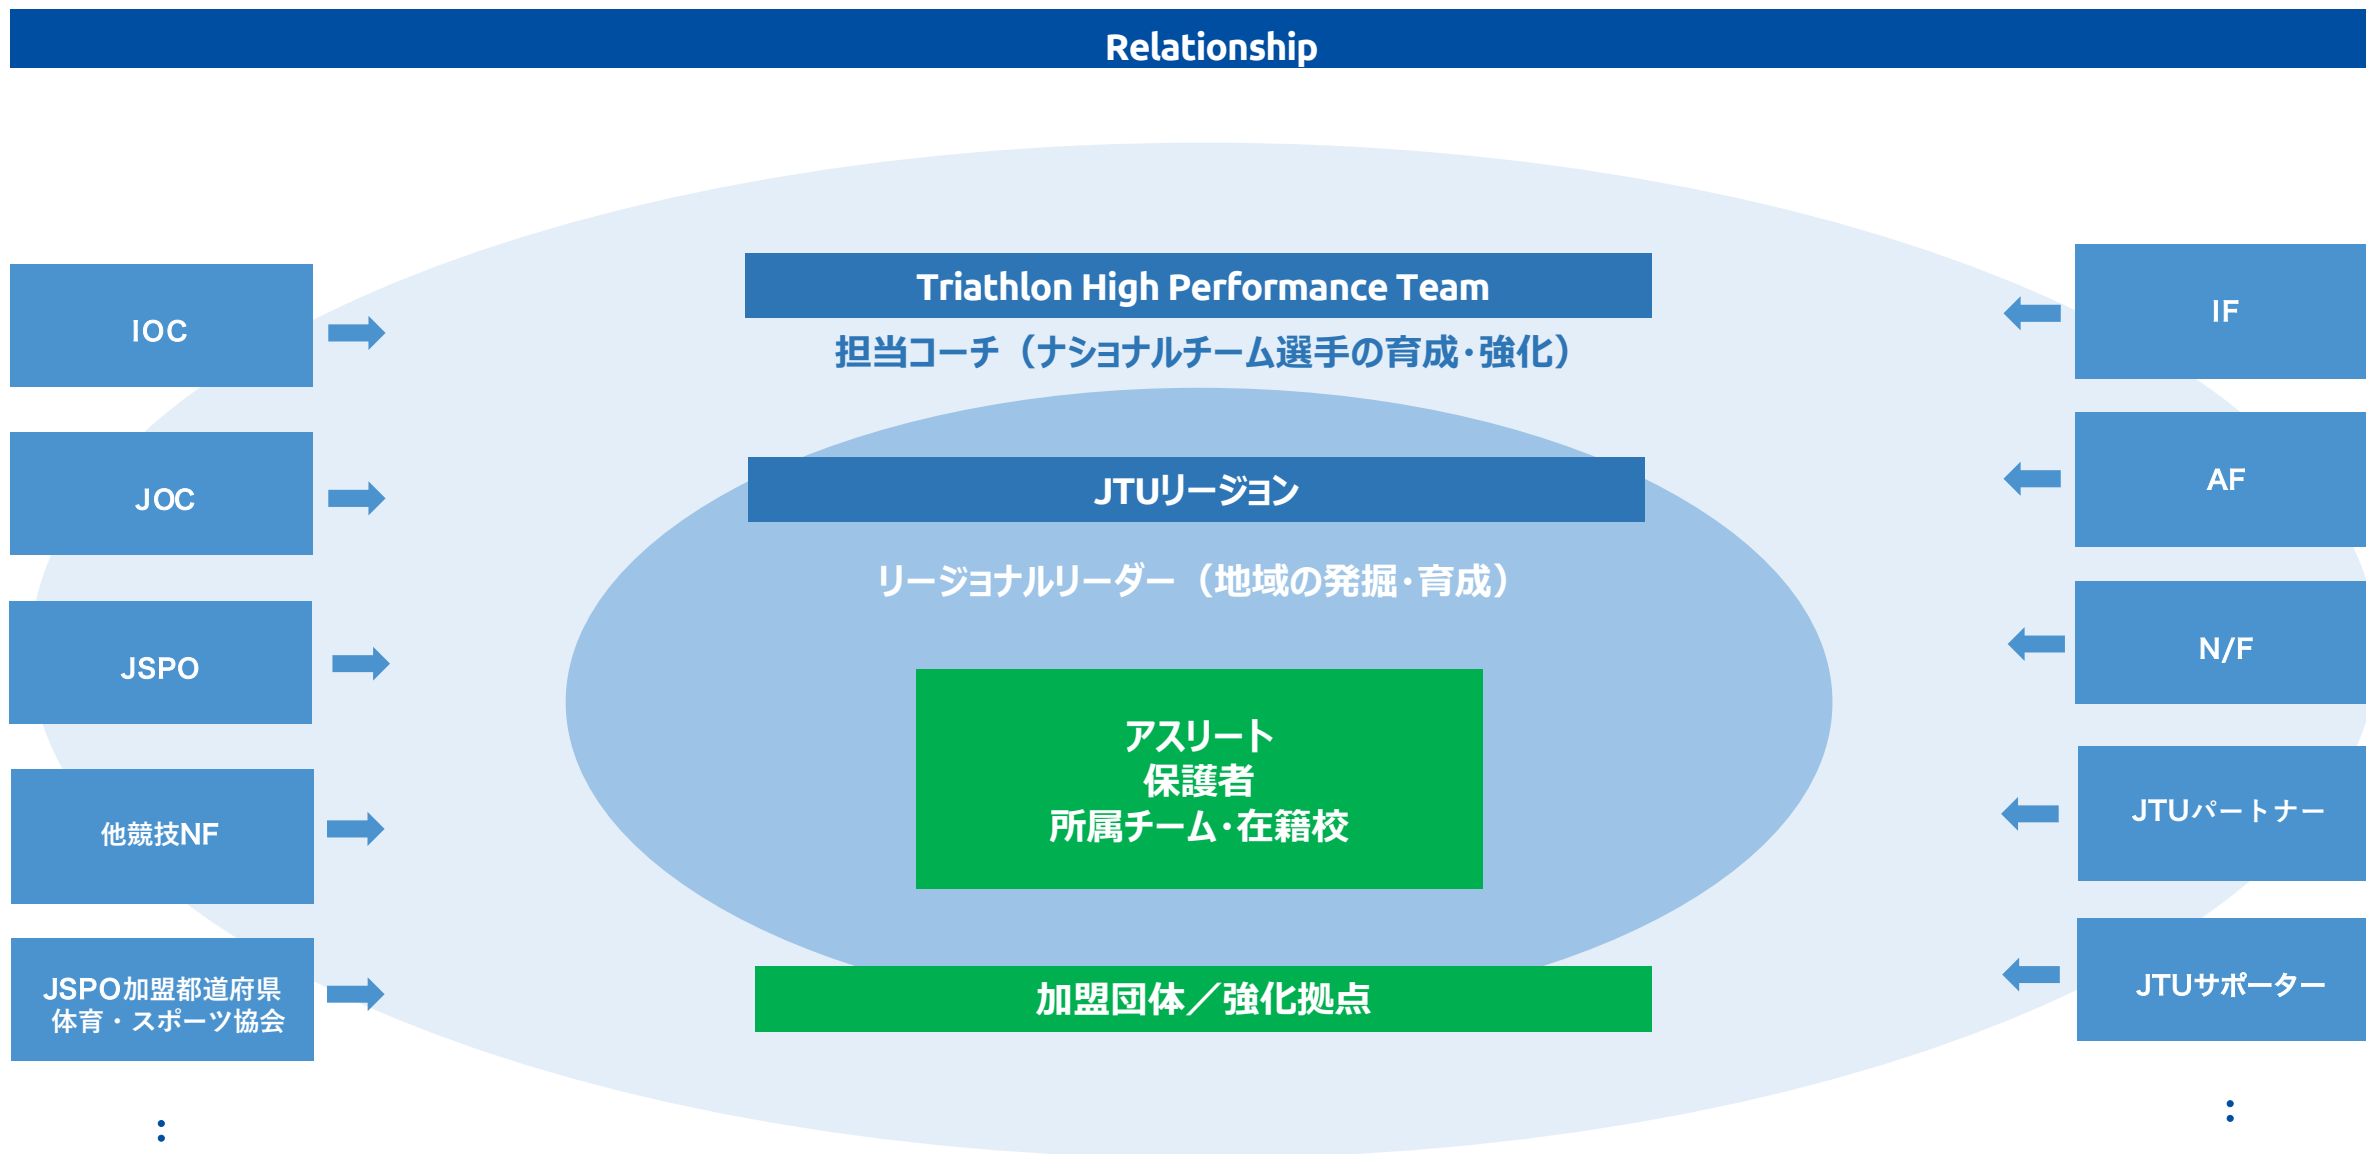 Relationship
Triathlon High Performance Team
担当コーチ（ナショナルチーム選手の育成･強化）
JTUリージョン
リージョナルリーダー（地域の発掘･育成）
アスリート
保護者
所属チーム･在籍校
加盟団体／強化拠点
IOC
JOC
JSPO
他競技NF
JSPO加盟都道府県
体育・スポーツ協会
：
IF
AF
N/F
JTUパートナー
JTUサポーター
：